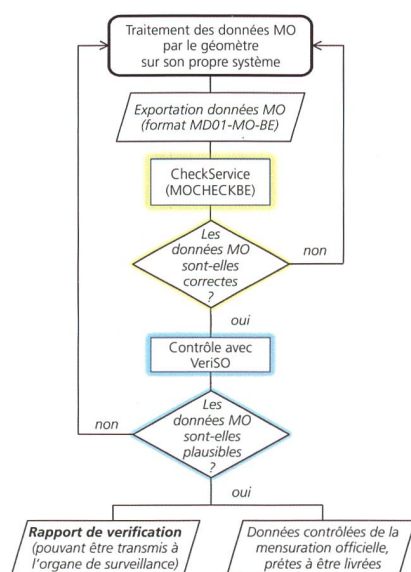 Traitement des données MO
par le géomètre
sur son propre système
Exportation données MO
(format MD01-MO-BE)
CheckService
(MOCHECKBE)
Les
données MO
sont-elles
correctes
?
non
oui
Contrôle avec
VeriSO
Les
données MO
sont-elles
plausibles
?
non
oui
Rapport de verification
(pouvant être transmis à
l'organe de surveillance)
Données contrôlées de la
mensuration officielle,
prêtes à être livrées